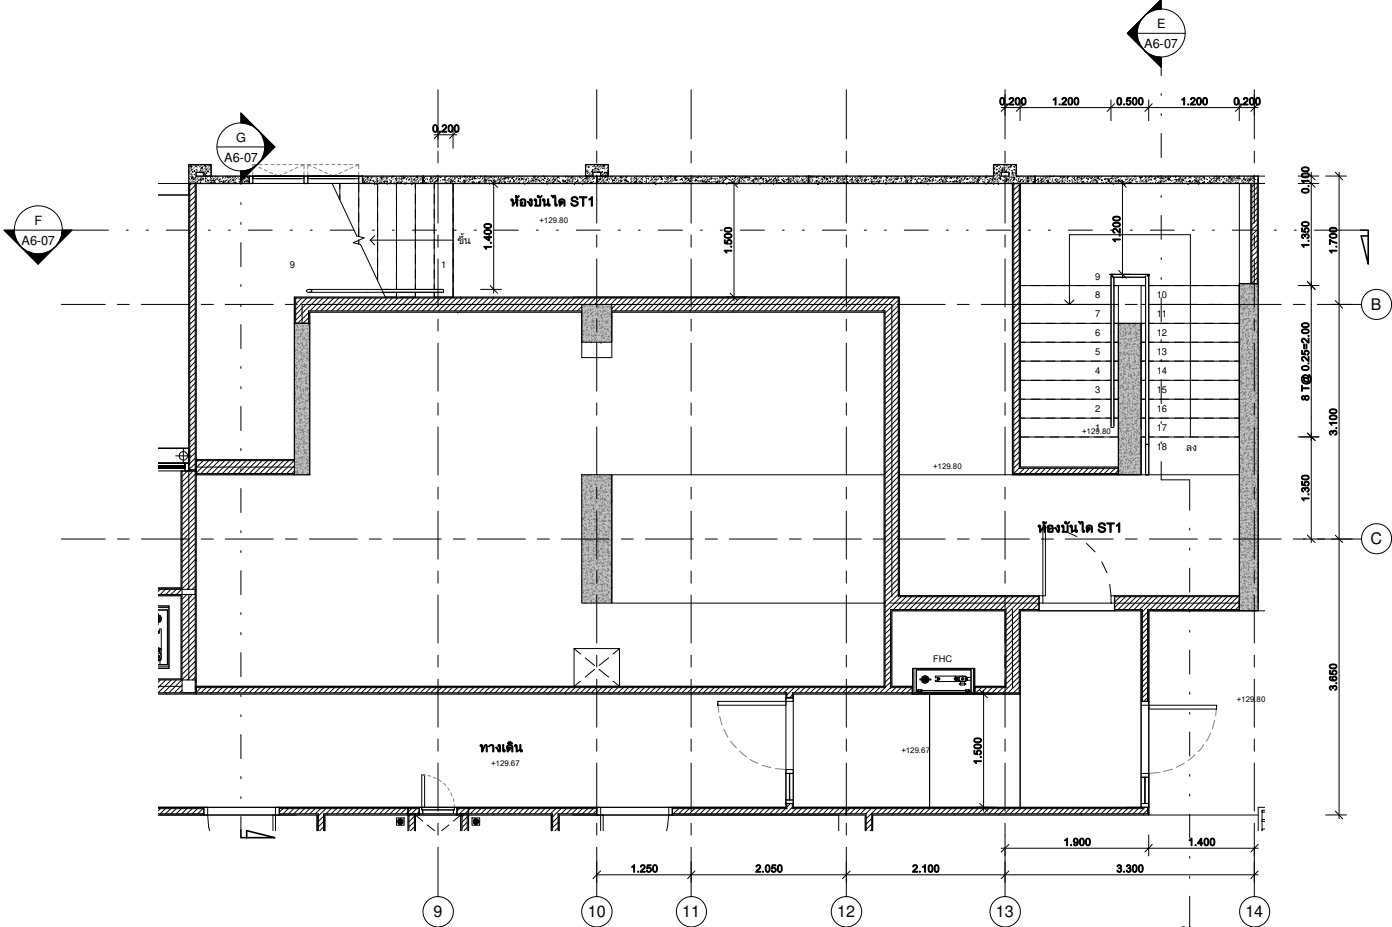 E
A6-07
0.200 1.200 0.500 1.200 0.200
G
A6-07
0.200
F
A6-07
ห้องบันได ST1
+129.80
ขึ้น
9
1
1.400
1.500
1.200
0.100
1.350
1.700
B
9
8 10
7 11
6 12
5 13
4 14
3 15
2 16
1 17
+129.80
18 ลง
8 T@ 0.25=2.00
3.100
+129.80
1.350
ห้องบันได ST1
C
FHC
3.650
+129.80
ทางเดิน
+129.67
+129.67
1.500
1.900 1.400
1.250 2.050 2.100 3.300
9 10 11 12 13 14